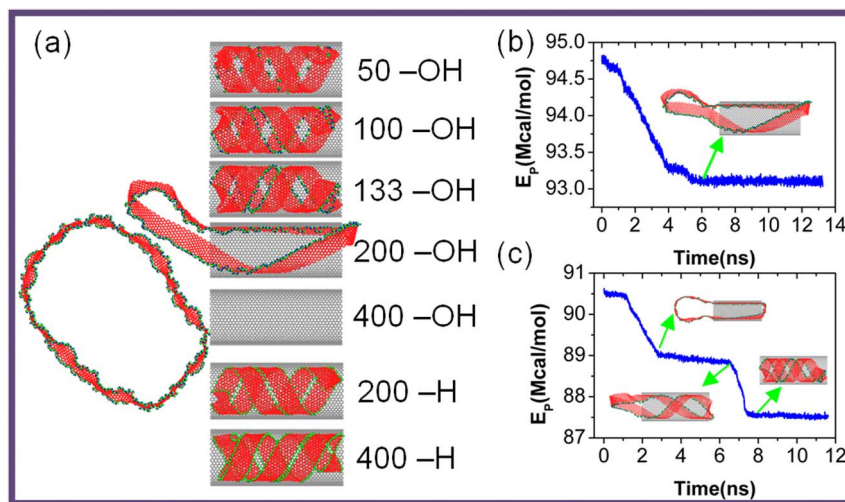 (a)
50 –OH
100 –OH
133 –OH
200 –OH
400 –OH
200 –H
400 –H
(b)
95.0
94.5
94.0
93.5
93.0
E_P(Mcal/mol)
0 2 4 6 8 10 12 14
Time(ns)
(c)
91
90
89
88
87
E_P(Mcal/mol)
0 2 4 6 8 10 12
Time(ns)